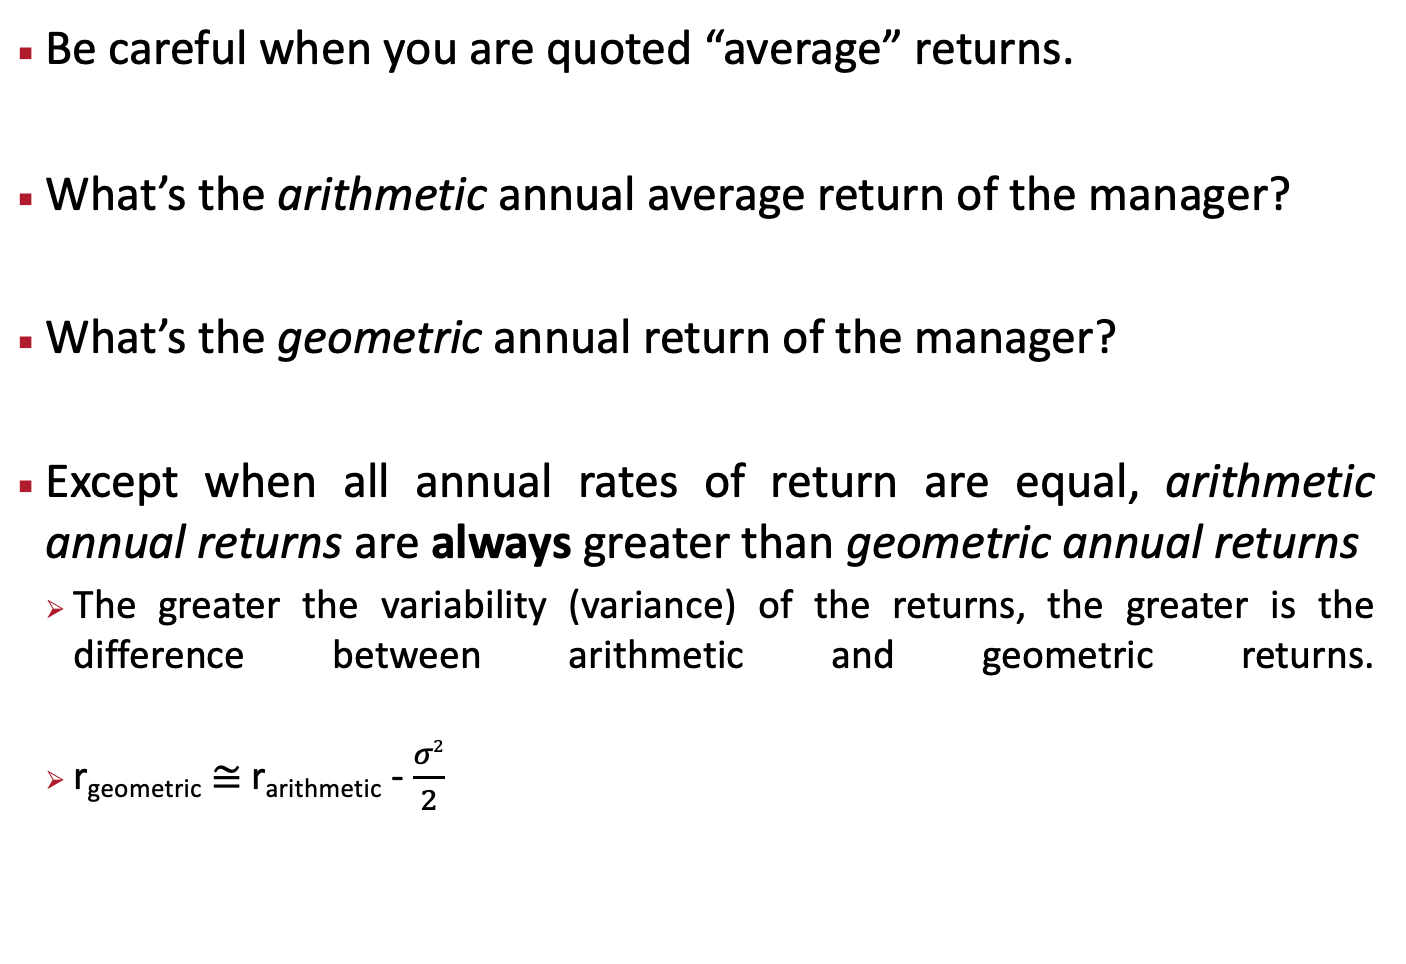 ▪ Be careful when you are quoted “average” returns.
▪ What’s the arithmetic annual average return of the manager?
▪ What’s the geometric annual return of the manager?
▪ Except when all annual rates of return are equal, arithmetic
annual returns are always greater than geometric annual returns
➢ The greater the variability (variance) of the returns, the greater is the
difference between arithmetic and geometric returns.
➢ r_geometric ≅ r_arithmetic - σ²/2